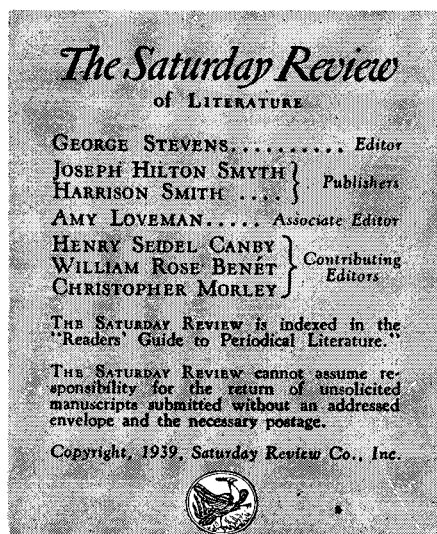 The Saturday Review
of LITERATURE
GEORGE STEVENS.......... Editor
JOSEPH HILTON SMYTH
HARRISON SMITH .... } Publishers
AMY LOVEMAN..... Associate Editor
HENRY SEIDEL CANBY
WILLIAM ROSE BENÉT } Contributing Editors
CHRISTOPHER MORLEY
THE SATURDAY REVIEW is indexed in the
"Readers' Guide to Periodical Literature."
THE SATURDAY REVIEW cannot assume re-
sponsibility for the return of unsolicited
manuscripts submitted without an addressed
envelope and the necessary postage.
Copyright, 1939, Saturday Review Co., Inc.